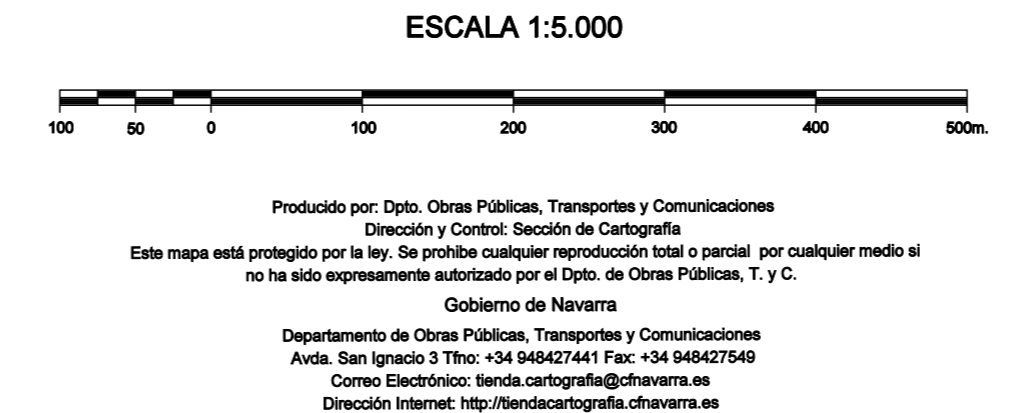 ESCALA 1:5.000
100 50 0 100 200 300 400 500m.
Producido por: Dpto. Obras Públicas, Transportes y Comunicaciones
Dirección y Control: Sección de Cartografía
Este mapa está protegido por la ley. Se prohibe cualquier reproducción total o parcial por cualquier medio si
no ha sido expresamente autorizado por el Dpto. de Obras Públicas, T. y C.
Gobierno de Navarra
Departamento de Obras Públicas, Transportes y Comunicaciones
Avda. San Ignacio 3 Tfno: +34 948427441 Fax: +34 948427549
Correo Electrónico: tienda.cartografia@cfnavarra.es
Dirección Internet: http://tiendacartografia.cfnavarra.es